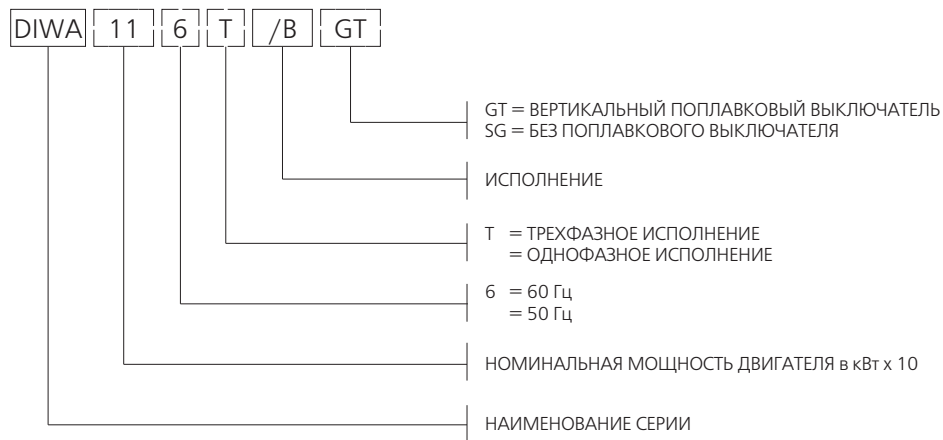 DIWA 11 6 T /B GT
GT = ВЕРТИКАЛЬНЫЙ ПОПЛАВКОВЫЙ ВЫКЛЮЧАТЕЛЬ
SG = БЕЗ ПОПЛАВКОВОГО ВЫКЛЮЧАТЕЛЯ
ИСПОЛНЕНИЕ
T = ТРЕХФАЗНОЕ ИСПОЛНЕНИЕ
= ОДНОФАЗНОЕ ИСПОЛНЕНИЕ
6 = 60 Гц
= 50 Гц
НОМИНАЛЬНАЯ МОЩНОСТЬ ДВИГАТЕЛЯ в кВт x 10
НАИМЕНОВАНИЕ СЕРИИ